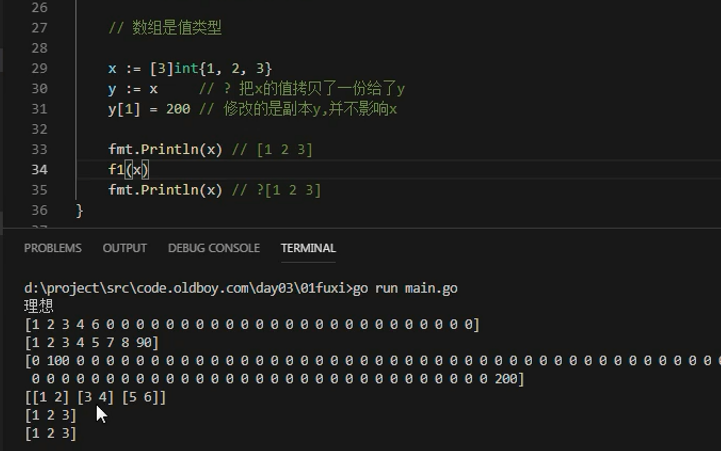 26
27 // 数组是值类型
28
29 x := [3]int{1, 2, 3}
30 y := x // ? 把x的值拷贝了一份给了y
31 y[1] = 200 // 修改的是副本y,并不影响x
32
33 fmt.Println(x) // [1 2 3]
34 f1(x)
35 fmt.Println(x) // ?[1 2 3]
36 }
PROBLEMS OUTPUT DEBUG CONSOLE TERMINAL
d:\project\src\code.oldboy.com\day03\01fuxi>go run main.go
理想
[1 2 3 4 6 0 0 0 0 0 0 0 0 0 0 0 0 0 0 0 0 0 0 0 0 0 0 0 0 0]
[1 2 3 4 5 7 8 90]
[0 100 0 0 0 0 0 0 0 0 0 0 0 0 0 0 0 0 0 0 0 0 0 0 0 0 0 0 0 0 0 0 0 0 0 0 0 0 0 0 0 0 0 0 0
0 0 0 0 0 0 0 0 0 0 0 0 0 0 0 0 0 0 0 0 0 0 0 0 0 0 0 0 0 0 0 0 200]
[[1 2] [3 4] [5 6]]
[1 2 3]
[1 2 3]